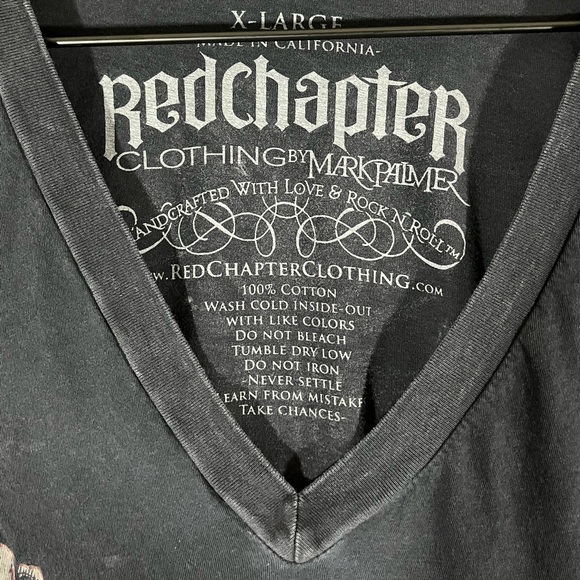 X-LARGE
MADE IN CALIFORNIA-
RedChapter
CLOTHING BY MARK PALMER
HANDCRAFTED WITH LOVE & ROCK N' ROLL™
WWW.REDCHAPTERCLOTHING.COM
100% COTTON
WASH COLD INSIDE-OUT
WITH LIKE COLORS
DO NOT BLEACH
TUMBLE DRY LOW
DO NOT IRON
-NEVER SETTLE
LEARN FROM MISTAKE
TAKE CHANCES-